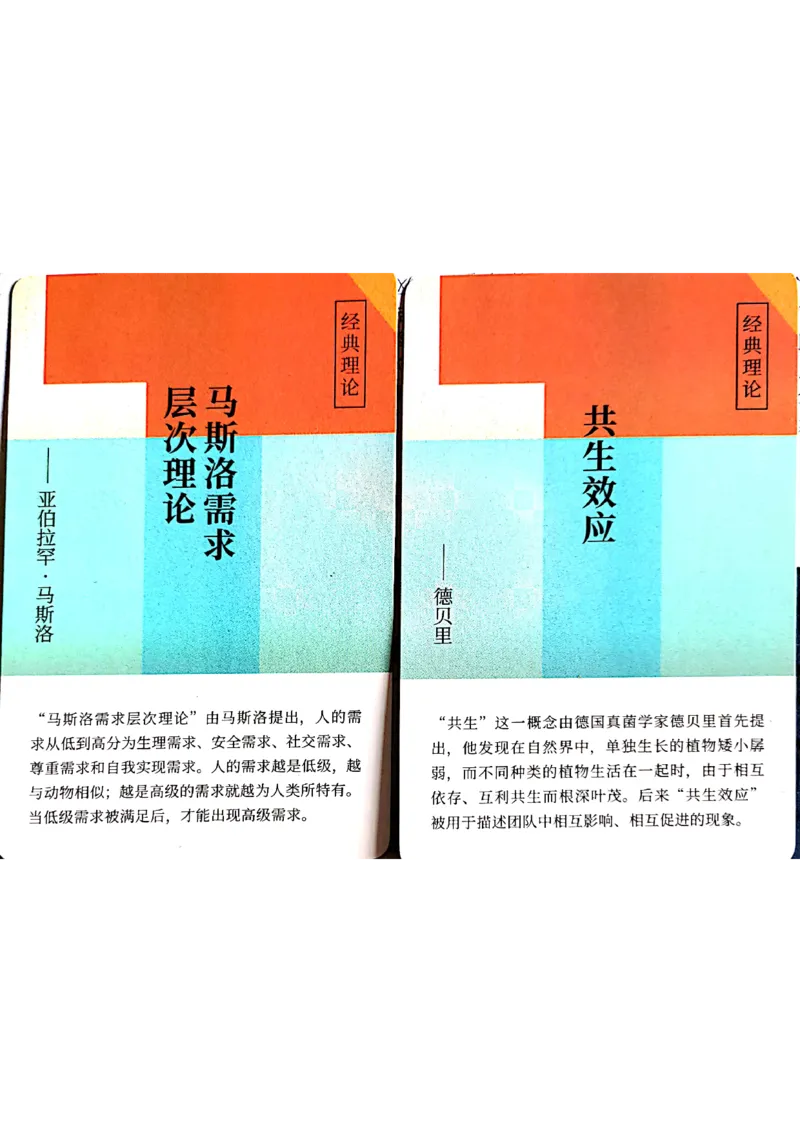 经典理论
马斯洛需求
层次理论
——亚伯拉罕·马斯洛
“马斯洛需求层次理论”由马斯洛提出，人的需
求从低到高分为生理需求、安全需求、社交需求、
尊重需求和自我实现需求。人的需求越是低级，越
与动物相似；越是高级的需求就越为人类所特有。
当低级需求被满足后，才能出现高级需求。
经典理论
共生效应
——德贝里
“共生”这一概念由德国真菌学家德贝里首先提
出，他发现在自然界中，单独生长的植物矮小孱
弱，而不同种类的植物生活在一起时，由于相互
依存、互利共生而根深叶茂。后来“共生效应”
被用于描述团队中相互影响、相互促进的现象。